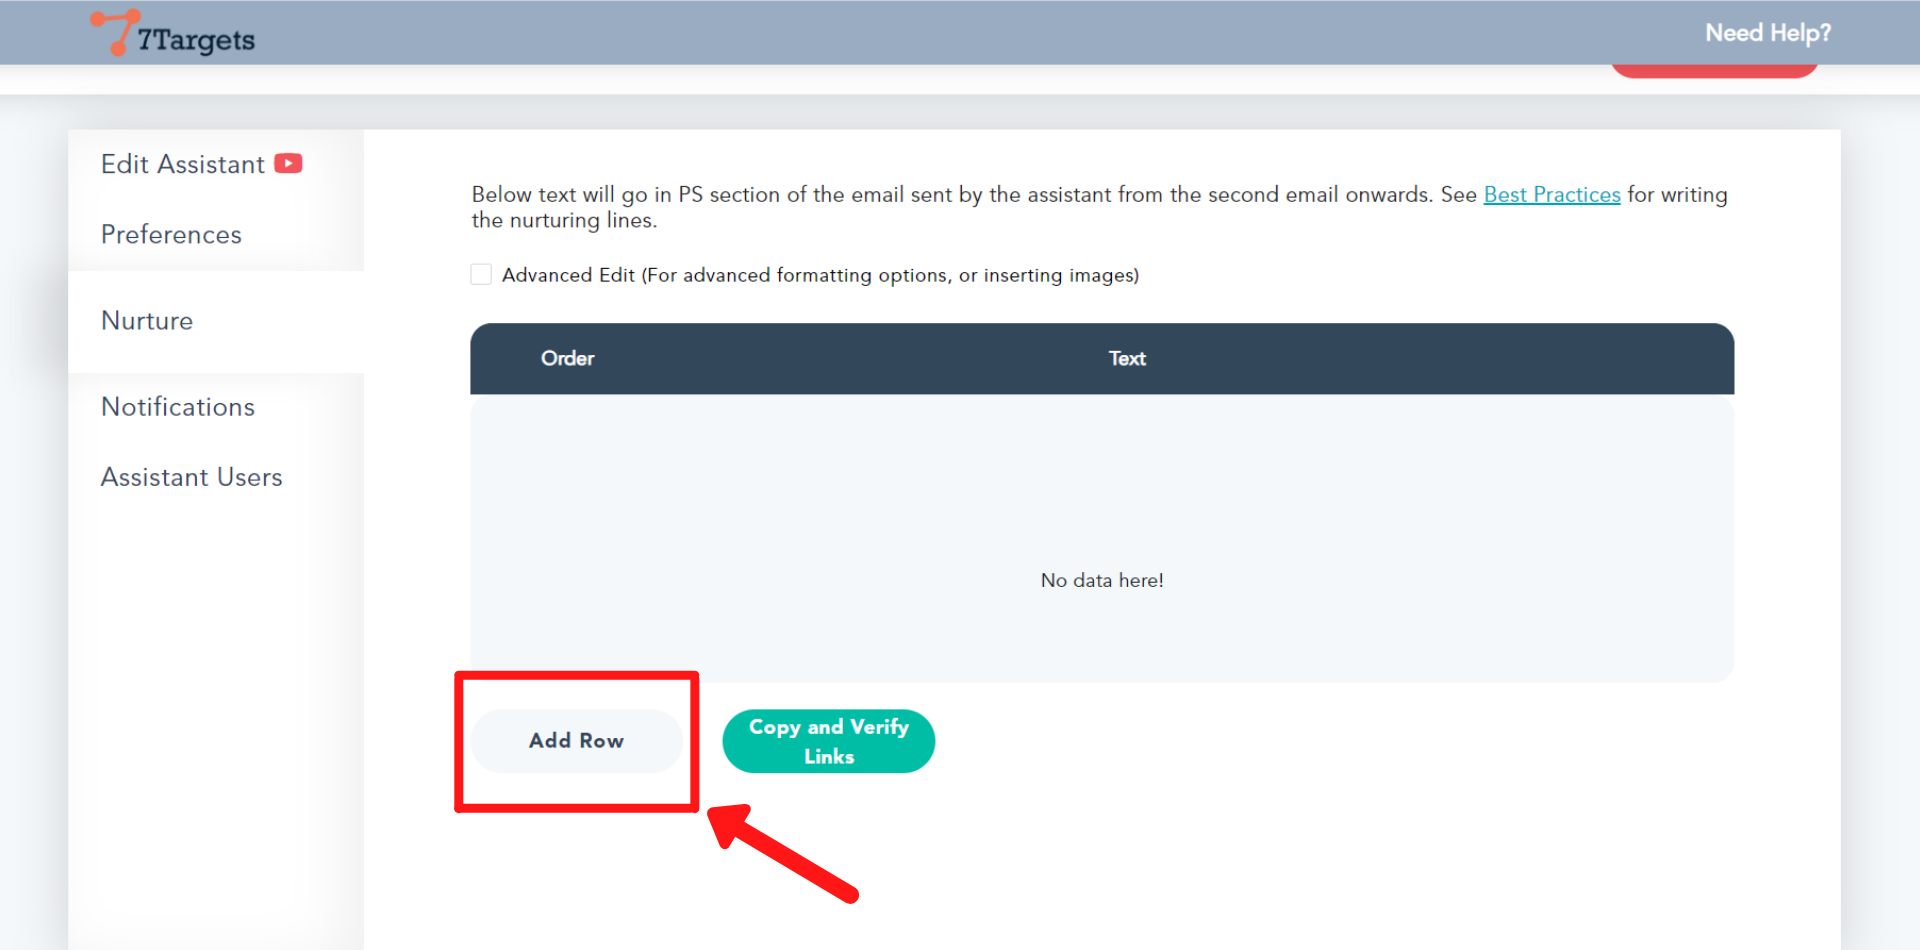 7Targets
Need Help?
Edit Assistant
Preferences
Nurture
Notifications
Assistant Users
Below text will go in PS section of the email sent by the assistant from the second email onwards. See Best Practices for writing
the nurturing lines.
Advanced Edit (For advanced formatting options, or inserting images)
Order Text
No data here!
Add Row
Copy and Verify
Links